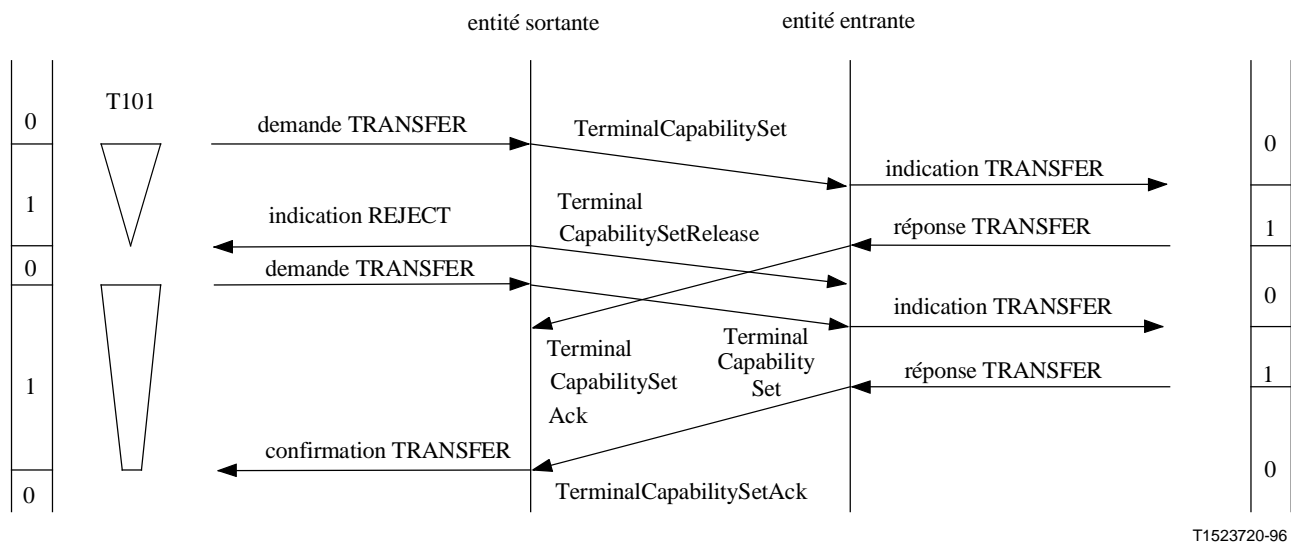 entité sortante
entité entrante
T101
0
demande TRANSFER
TerminalCapabilitySet
0
indication TRANSFER
1
indication REJECT
Terminal
CapabilitySetRelease
réponse TRANSFER
1
0
demande TRANSFER
0
indication TRANSFER
Terminal
CapabilitySet
Ack
Terminal
Capability
Set
1
réponse TRANSFER
1
confirmation TRANSFER
0
TerminalCapabilitySetAck
0
T1523720-96